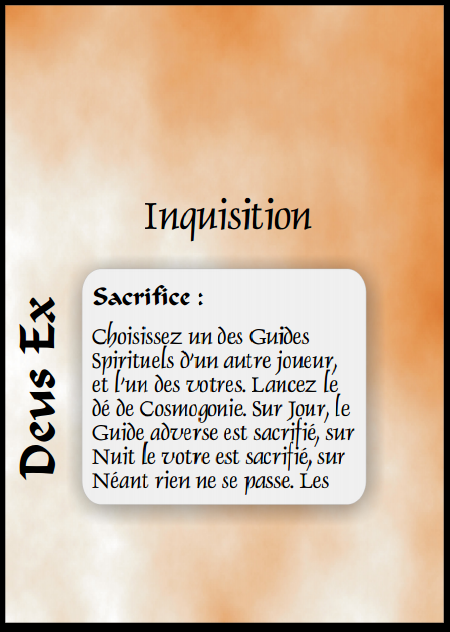 Inquisition
Deus Ex
Sacrifice :
Choisissez un des Guides
Spirituels d'un autre joueur,
et l'un des votres. Lancez le
dé de Cosmogonie. Sur Jour, le
Guide adverse est sacrifié, sur
Nuit le votre est sacrifié, sur
Néant rien ne se passe. Les